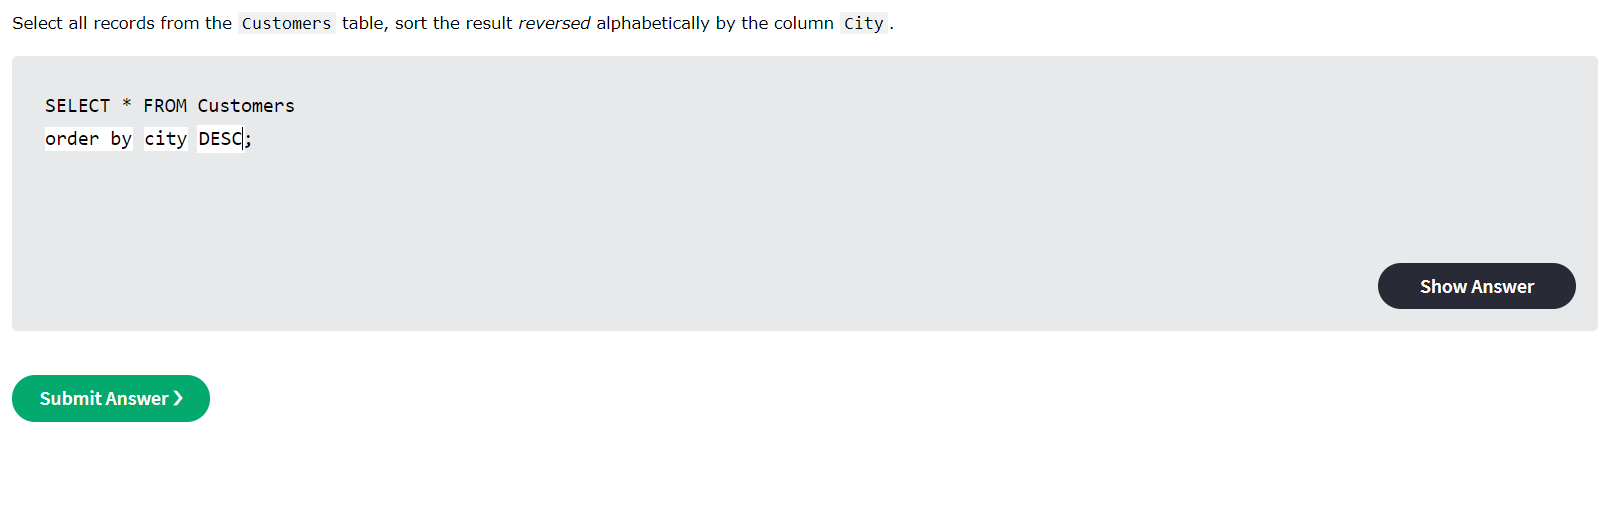 Select all records from the Customers table, sort the result reversed alphabetically by the column City.
SELECT * FROM Customers
order by city DESC;
Show Answer
Submit Answer ❯